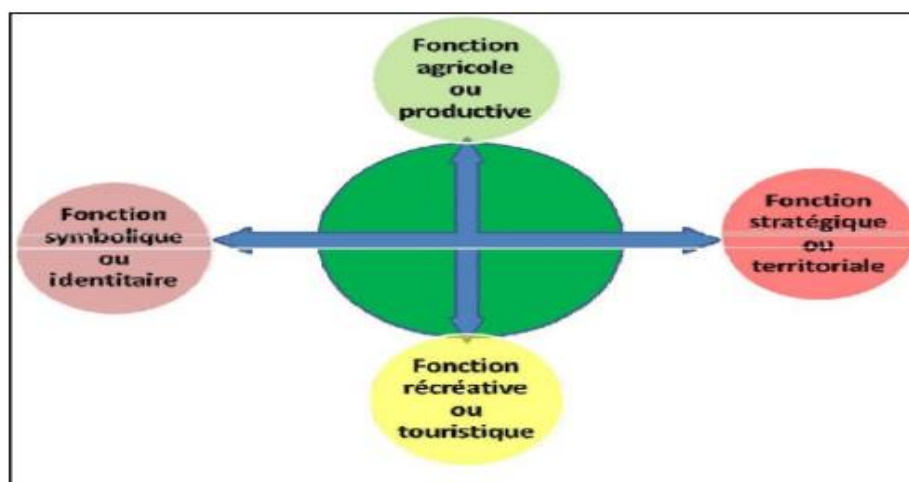 Fonction
agricole
ou
productive
Fonction
symbolique
ou
identitaire
Fonction
stratégique
ou
territoriale
Fonction
récréative
ou
touristique